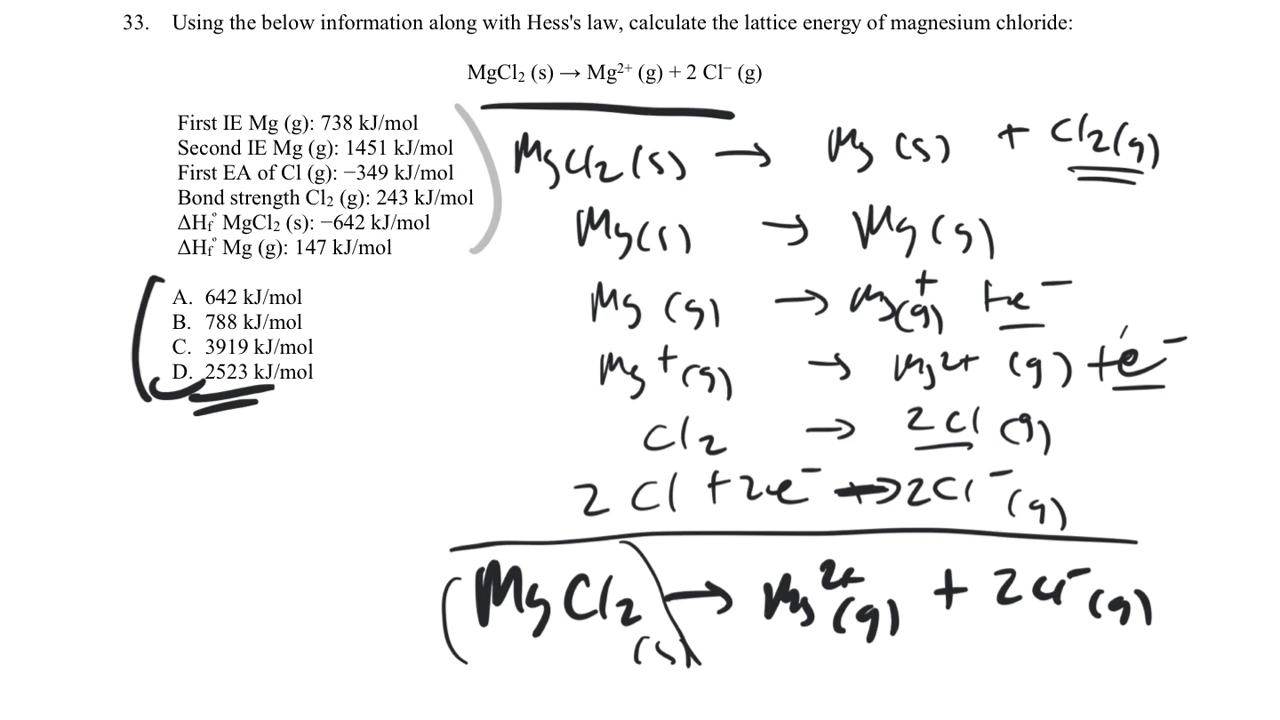 33. Using the below information along with Hess's law, calculate the lattice energy of magnesium chloride:
MgCl₂ (s) → Mg²⁺ (g) + 2 Cl⁻ (g)
First IE Mg (g): 738 kJ/mol
Second IE Mg (g): 1451 kJ/mol
First EA of Cl (g): −349 kJ/mol
Bond strength Cl₂ (g): 243 kJ/mol
ΔHf° MgCl₂ (s): −642 kJ/mol
ΔHf° Mg (g): 147 kJ/mol
A. 642 kJ/mol
B. 788 kJ/mol
C. 3919 kJ/mol
D. 2523 kJ/mol
MgCl₂ (s) → Mg (s) + Cl₂ (g)
Mg (s) → Mg (g)
Mg (g) → Mg⁺ (g) + e⁻
Mg⁺ (g) → Mg²⁺ (g) + e⁻
Cl₂ → 2 Cl (g)
2 Cl + 2e⁻ → 2Cl⁻ (g)
MgCl₂ (s) → Mg²⁺ (g) + 2Cl⁻ (g)